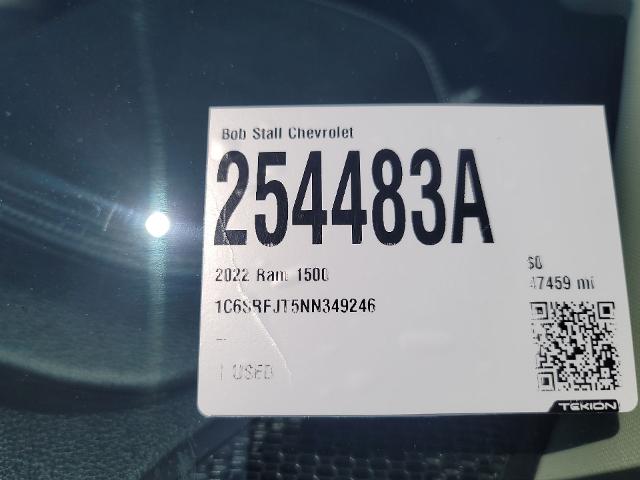 Bob Stall Chevrolet
254483A
2022 Ram 1500
1C6SRFJT5NN349246
--
| USED
$0
47459 mi
TEKION